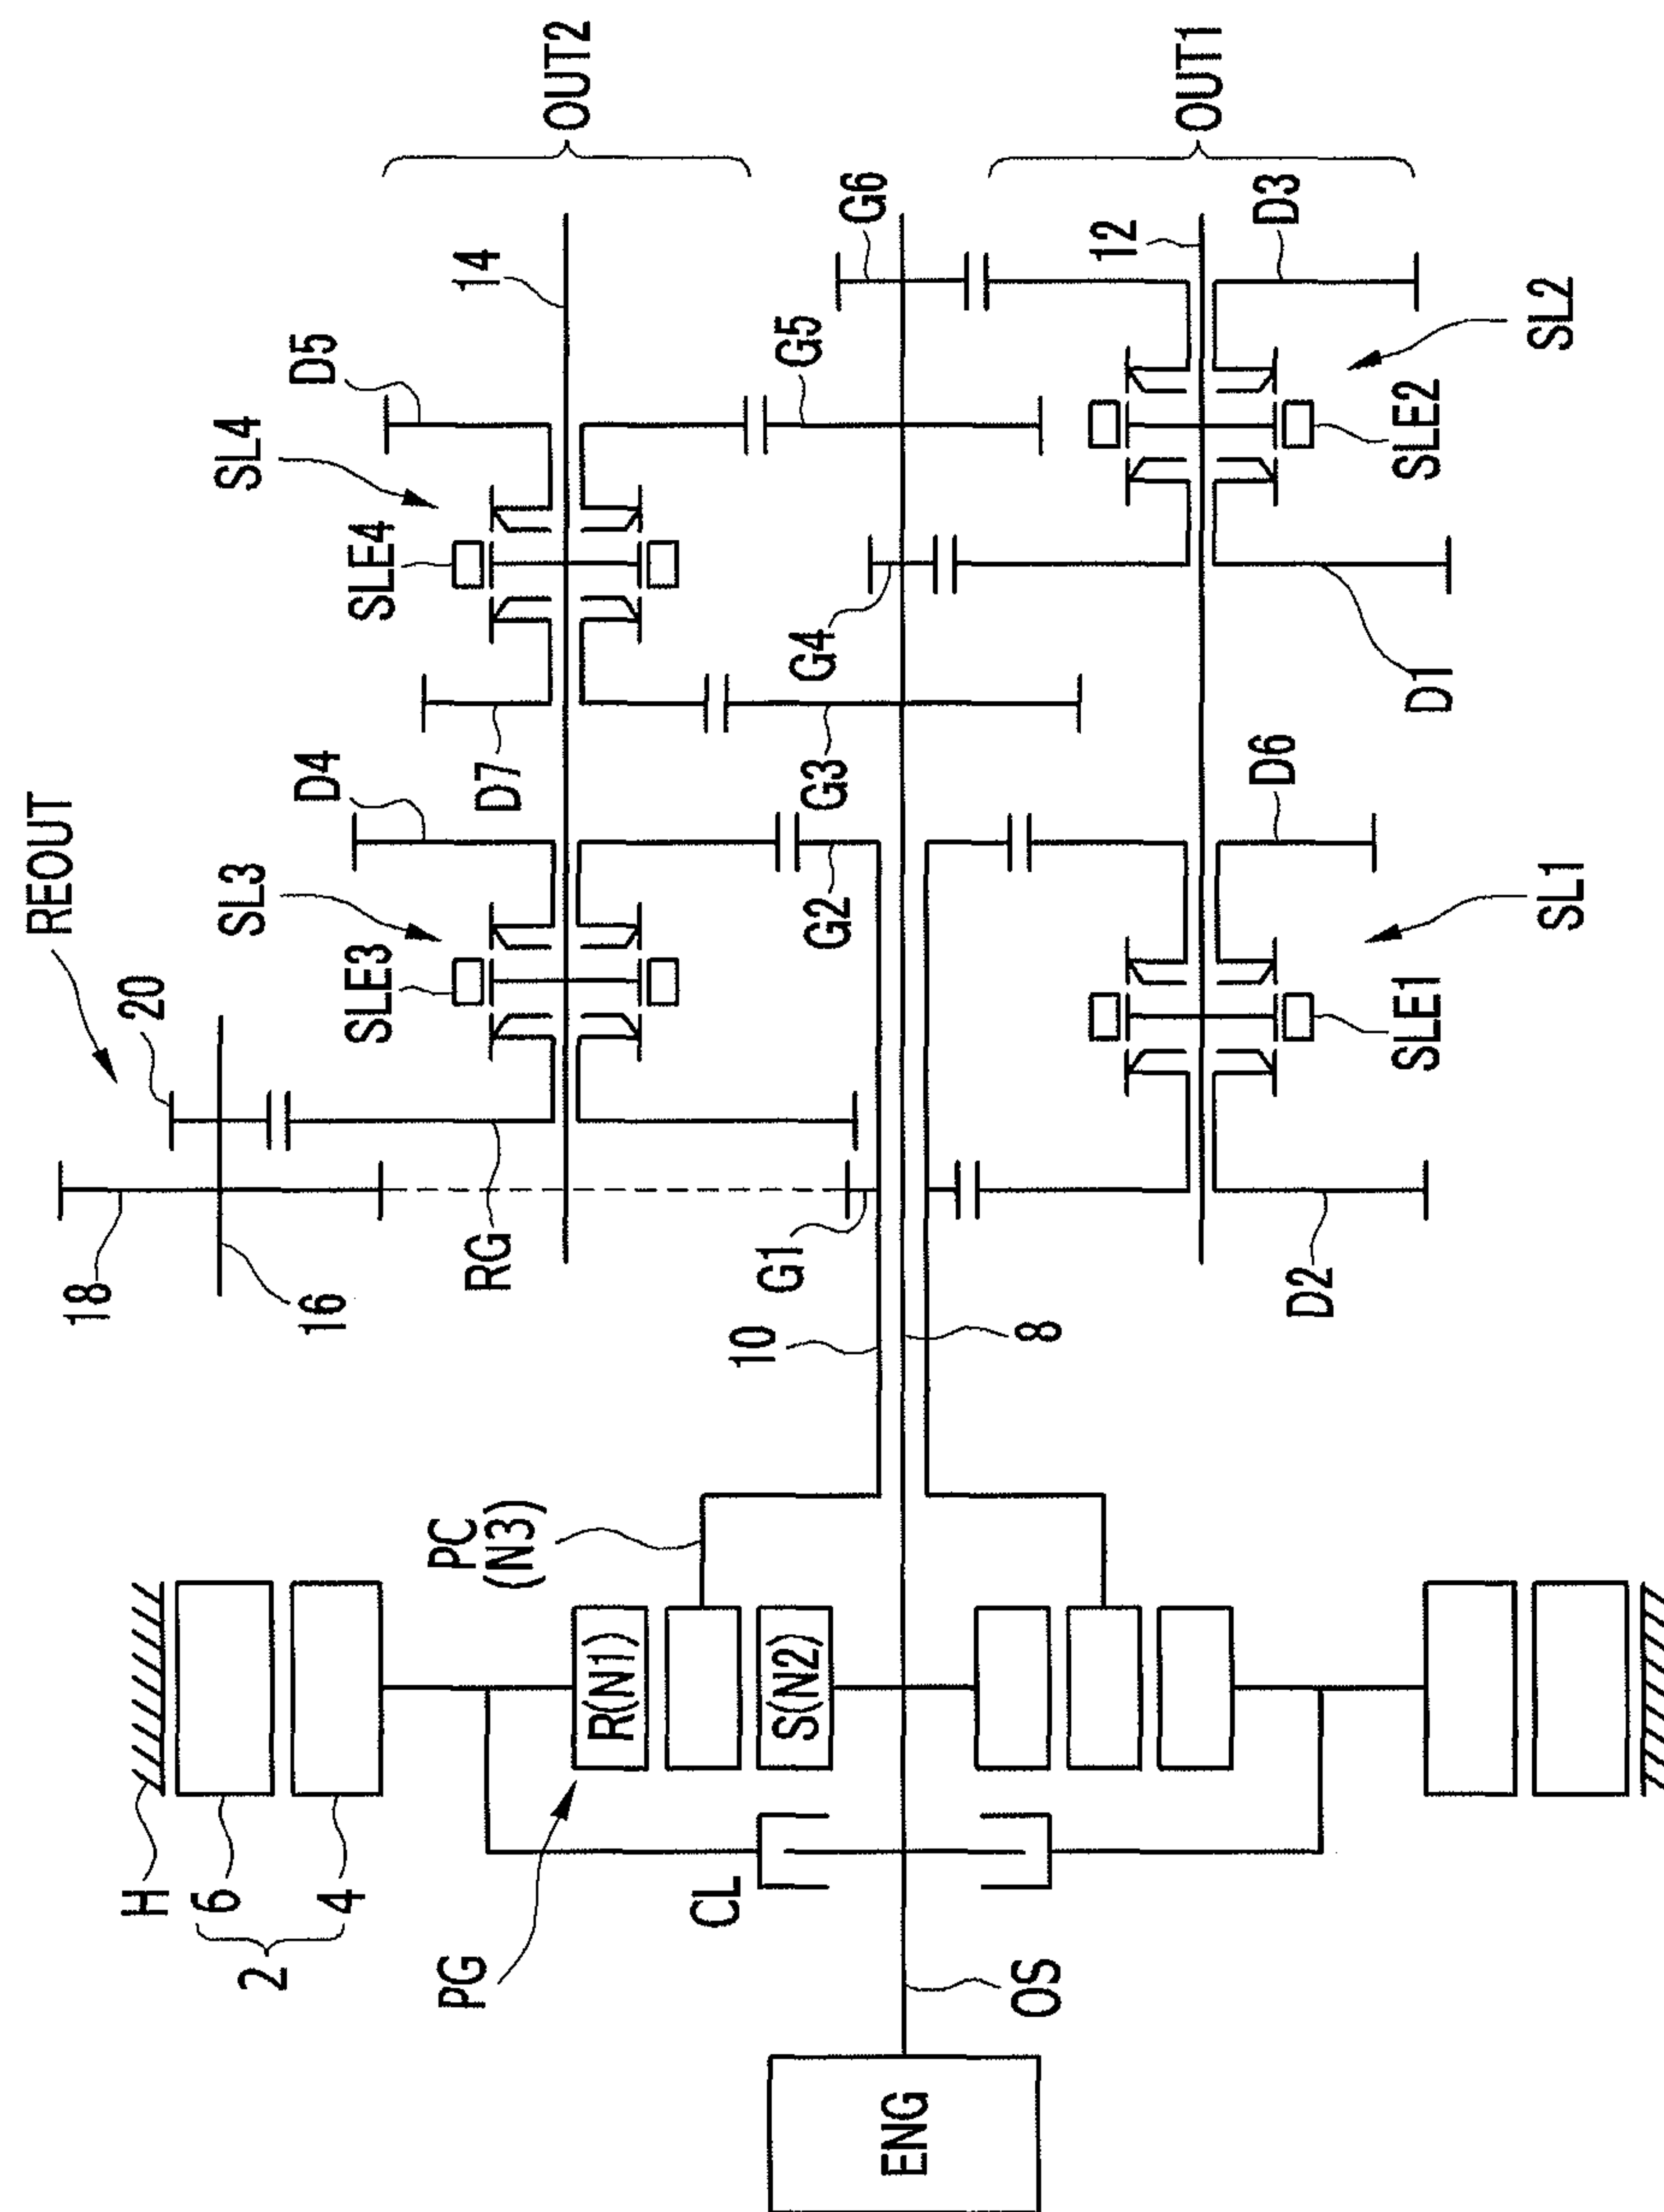 OUT2
OUT1
REOUT
20
18
16
RG
SL3
SLE3
D4
D7
SL4
SLE4
D5
14
G6
G5
G4
G3
G2
G1
10
8
12
D3
SL2
SLE2
D1
D6
SL1
SLE1
D2
PC
(N3)
R(N1)
S(N2)
H
6
4
2
PG
CL
OS
ENG